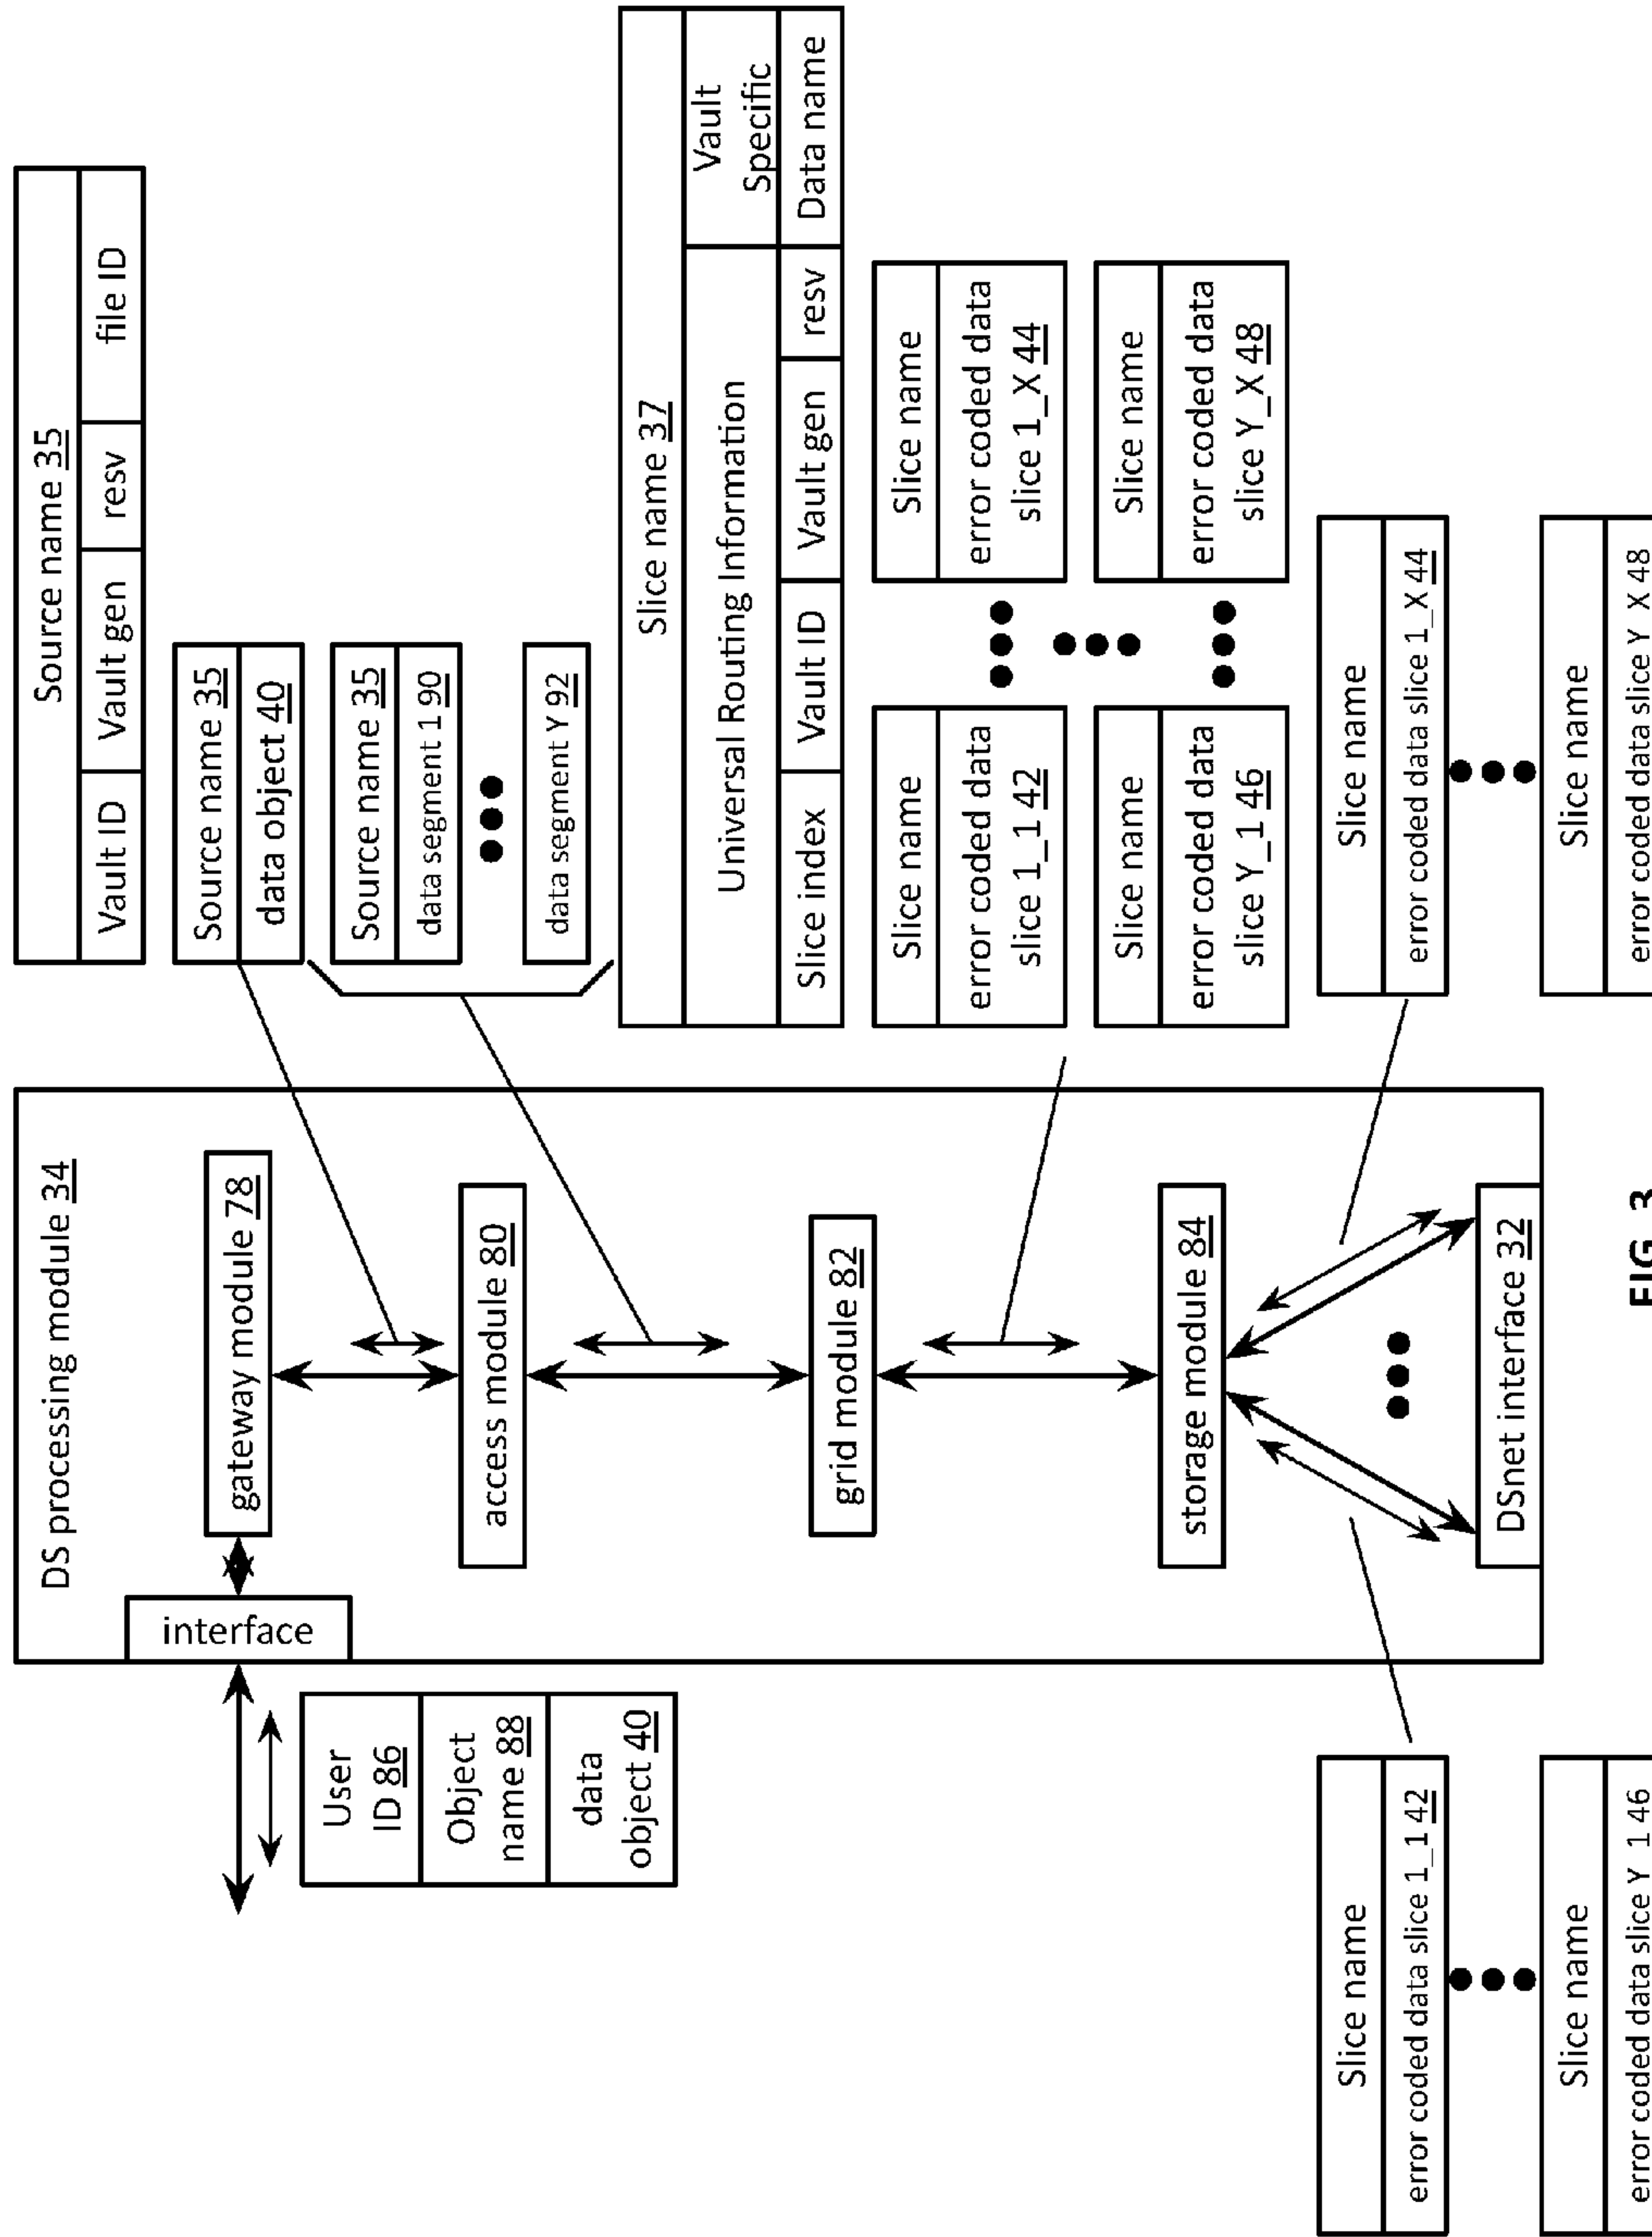 DS processing module 34
interface
gateway module 78
access module 80
grid module 82
storage module 84
DSnet interface 32
User
ID 86
Object
name 88
data
object 40
Source name 35
Vault ID
Vault gen
resv
file ID
Source name 35
data object 40
Source name 35
data segment 1 90
data segment Y 92
Slice name 37
Universal Routing Information
Vault
Specific
Slice index
Vault ID
Vault gen
resv
Data name
Slice name
error coded data
slice 1_1 42
Slice name
error coded data
slice 1_X 44
Slice name
error coded data
slice Y_1 46
Slice name
error coded data
slice Y_X 48
Slice name
error coded data slice 1_1 42
Slice name
error coded data slice Y_1 46
Slice name
error coded data slice 1_X 44
Slice name
error coded data slice Y_X 48
FIG. 3